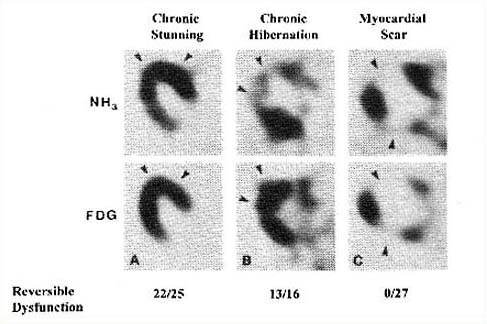 Chronic Stunning
Chronic Hibernation
Myocardial Scar
NH₃
FDG
A B C
Reversible Dysfunction 22/25 13/16 0/27